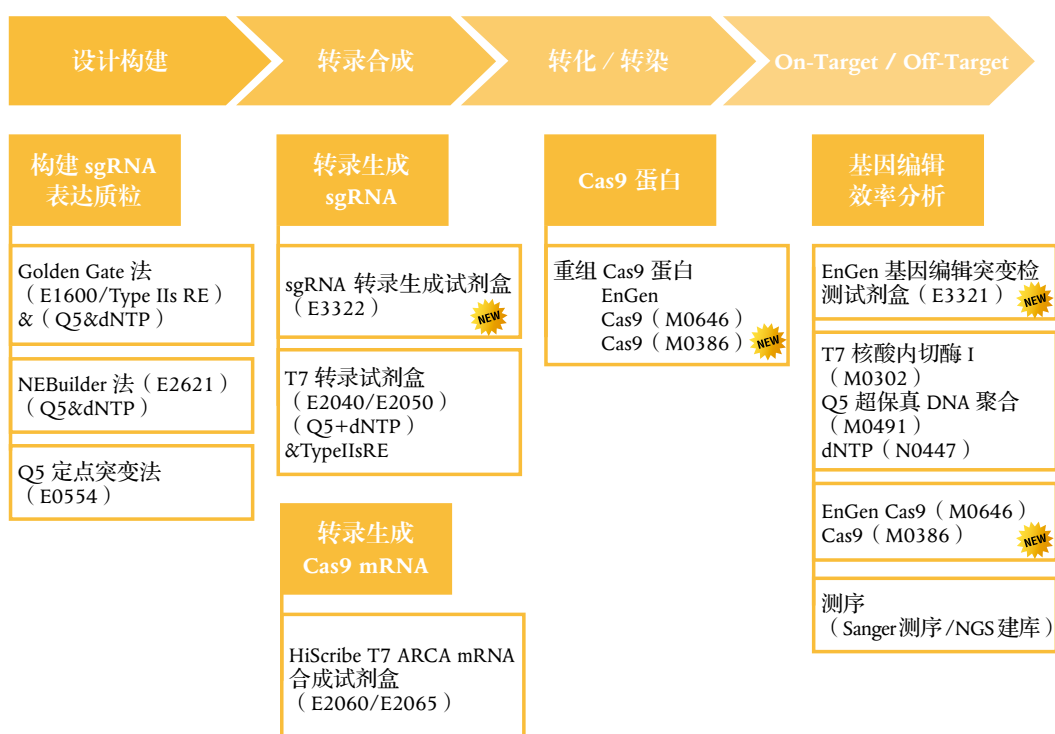 设计构建
转录合成
转化 / 转染
On-Target / Off-Target
构建 sgRNA
表达质粒
Golden Gate 法
（E1600/Type IIs RE）
&（Q5&dNTP）
NEBuilder 法（E2621）
（Q5&dNTP）
Q5 定点突变法
（E0554）
转录生成
sgRNA
sgRNA 转录生成试剂盒
（E3322）
NEW
T7 转录试剂盒
（E2040/E2050）
（Q5+dNTP）
&TypeIIsRE
转录生成
Cas9 mRNA
HiScribe T7 ARCA mRNA
合成试剂盒
（E2060/E2065）
Cas9 蛋白
重组 Cas9 蛋白
EnGen
Cas9（M0646）
Cas9（M0386）
NEW
基因编辑
效率分析
EnGen 基因编辑突变检
测试剂盒（E3321）
NEW
T7 核酸内切酶 I
（M0302）
Q5 超保真 DNA 聚合
（M0491）
dNTP（N0447）
EnGen Cas9（M0646）
Cas9（M0386）
NEW
测序
（Sanger测序/NGS建库）